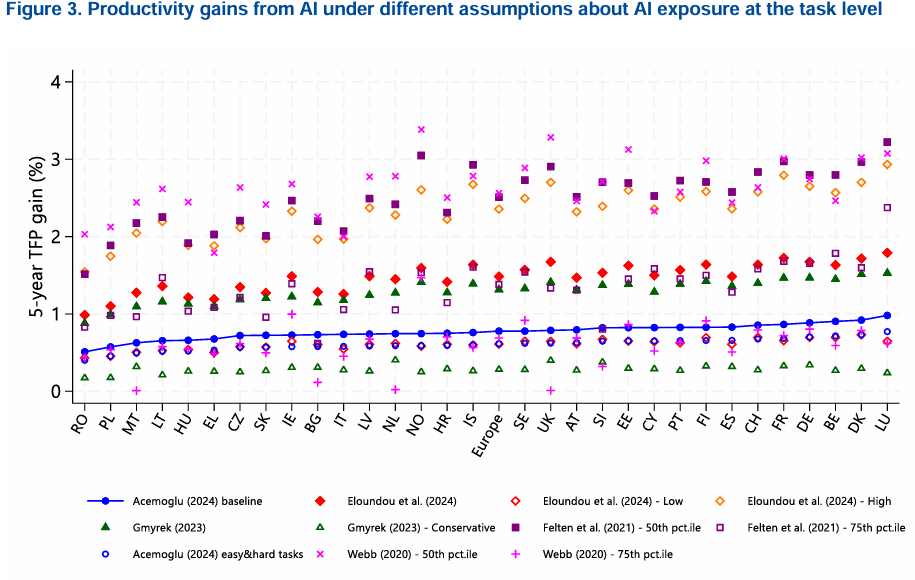 Figure 3. Productivity gains from AI under different assumptions about AI exposure at the task level
5-year TFP gain (%)
4
3
2
1
0
RO PL MT LT HU EL CZ SK IE BG IT LV NL NO HR IS Europe SE UK AT SI EE CY PT FI ES CH FR DE BE DK LU
Acemoglu (2024) baseline Eloundou et al. (2024) Eloundou et al. (2024) - Low Eloundou et al. (2024) - High
Gmyrek (2023) Gmyrek (2023) - Conservative Felten et al. (2021) - 50th pct.ile Felten et al. (2021) - 75th pct.ile
Acemoglu (2024) easy&hard tasks Webb (2020) - 50th pct.ile Webb (2020) - 75th pct.ile